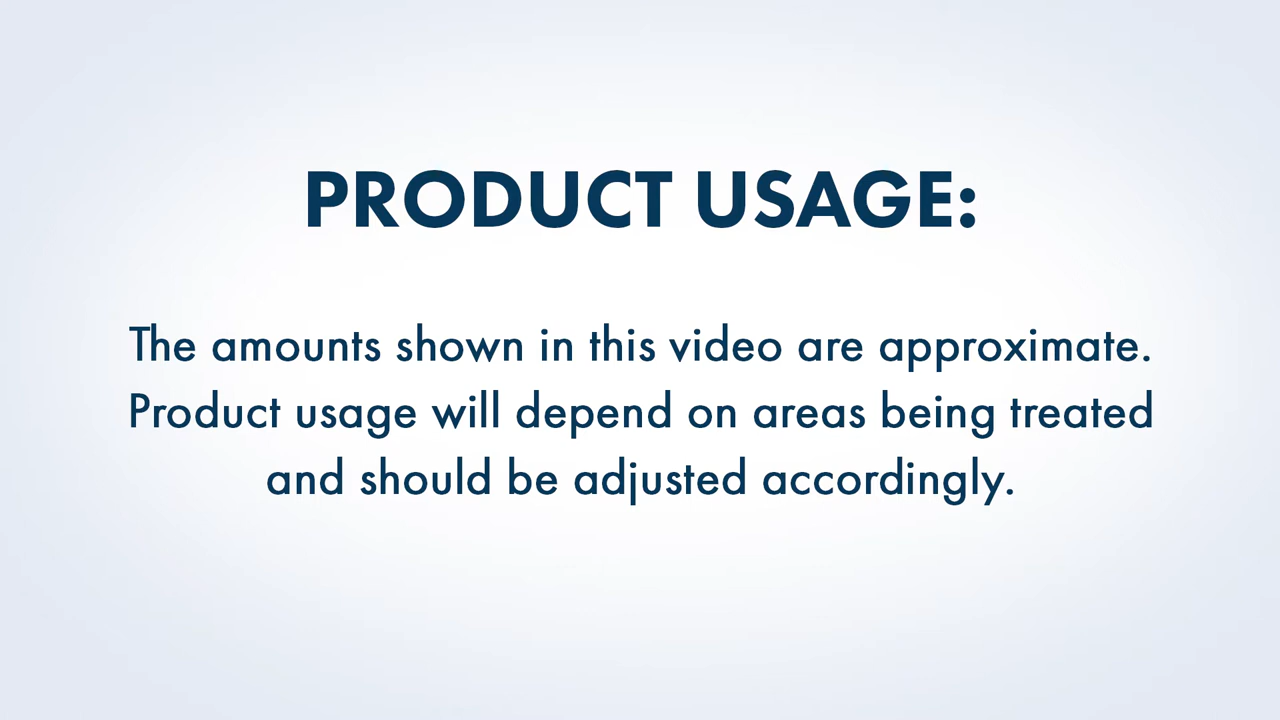 PRODUCT USAGE:
The amounts shown in this video are approximate.
Product usage will depend on areas being treated
and should be adjusted accordingly.